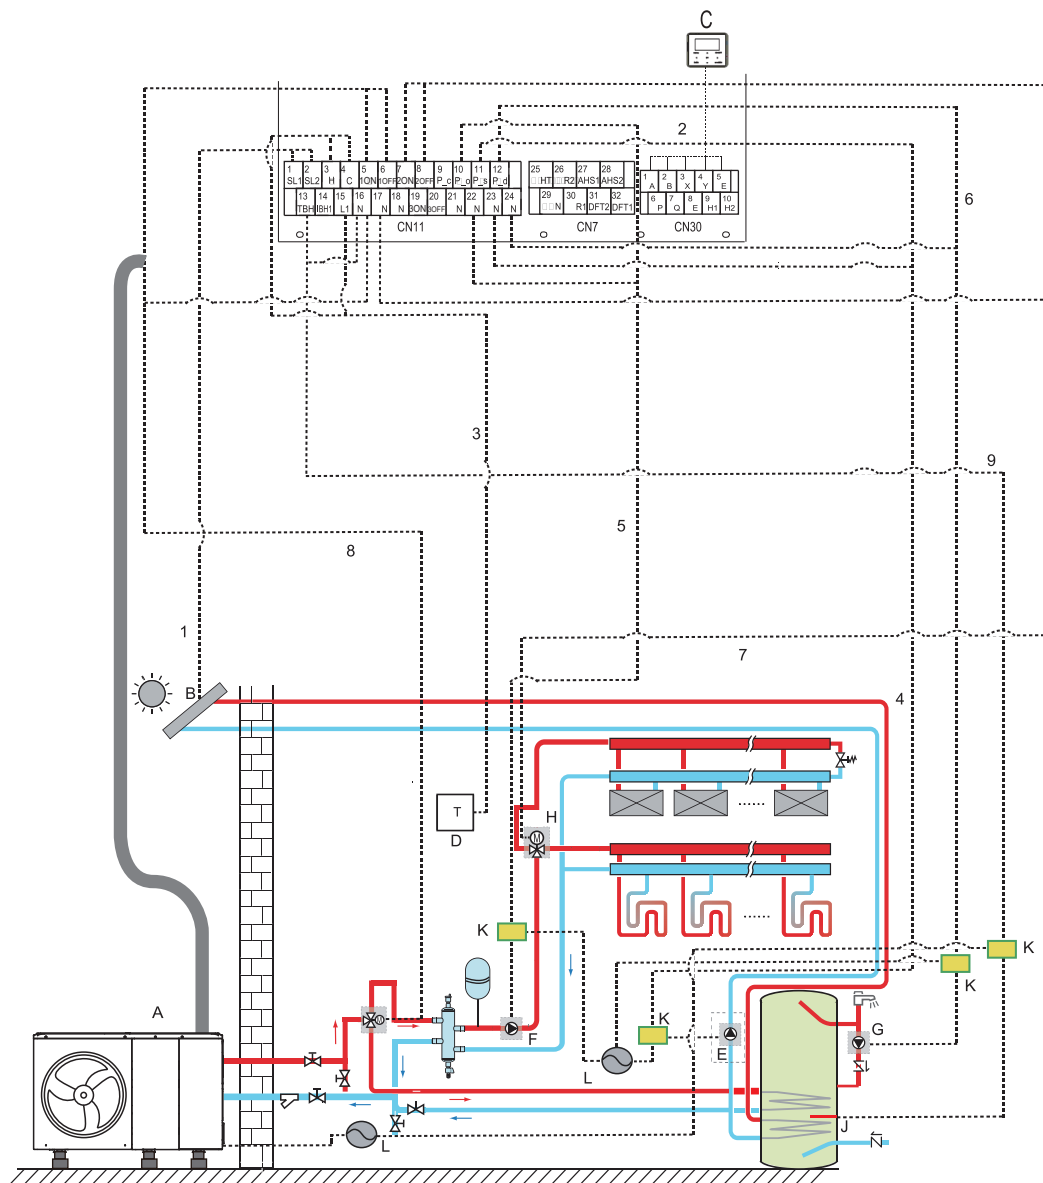 C
2
6
1 2 3 4 5 6 7 8 9 10 11 12
SL1 SL2 H C 1ON 1OFF 2ON 2OFF P_c P_o P_s P_d
13 14 15 16 17 18 19 20 21 22 23 24
TBH IBH1 L1 N N N 3ON 3OFF N N N N
CN11
25 26 27 28
HT R2 AHS1 AHS2
29 30 31 32
N R1 DFT2 DFT1
CN7
1 2 3 4 5
A B X Y E
6 7 8 9 10
P Q E H1 H2
CN30
3
9
5
8
1
7
B
4
T
D
H
M
K
K
K
K
A
M
F
E
G
L
J
L